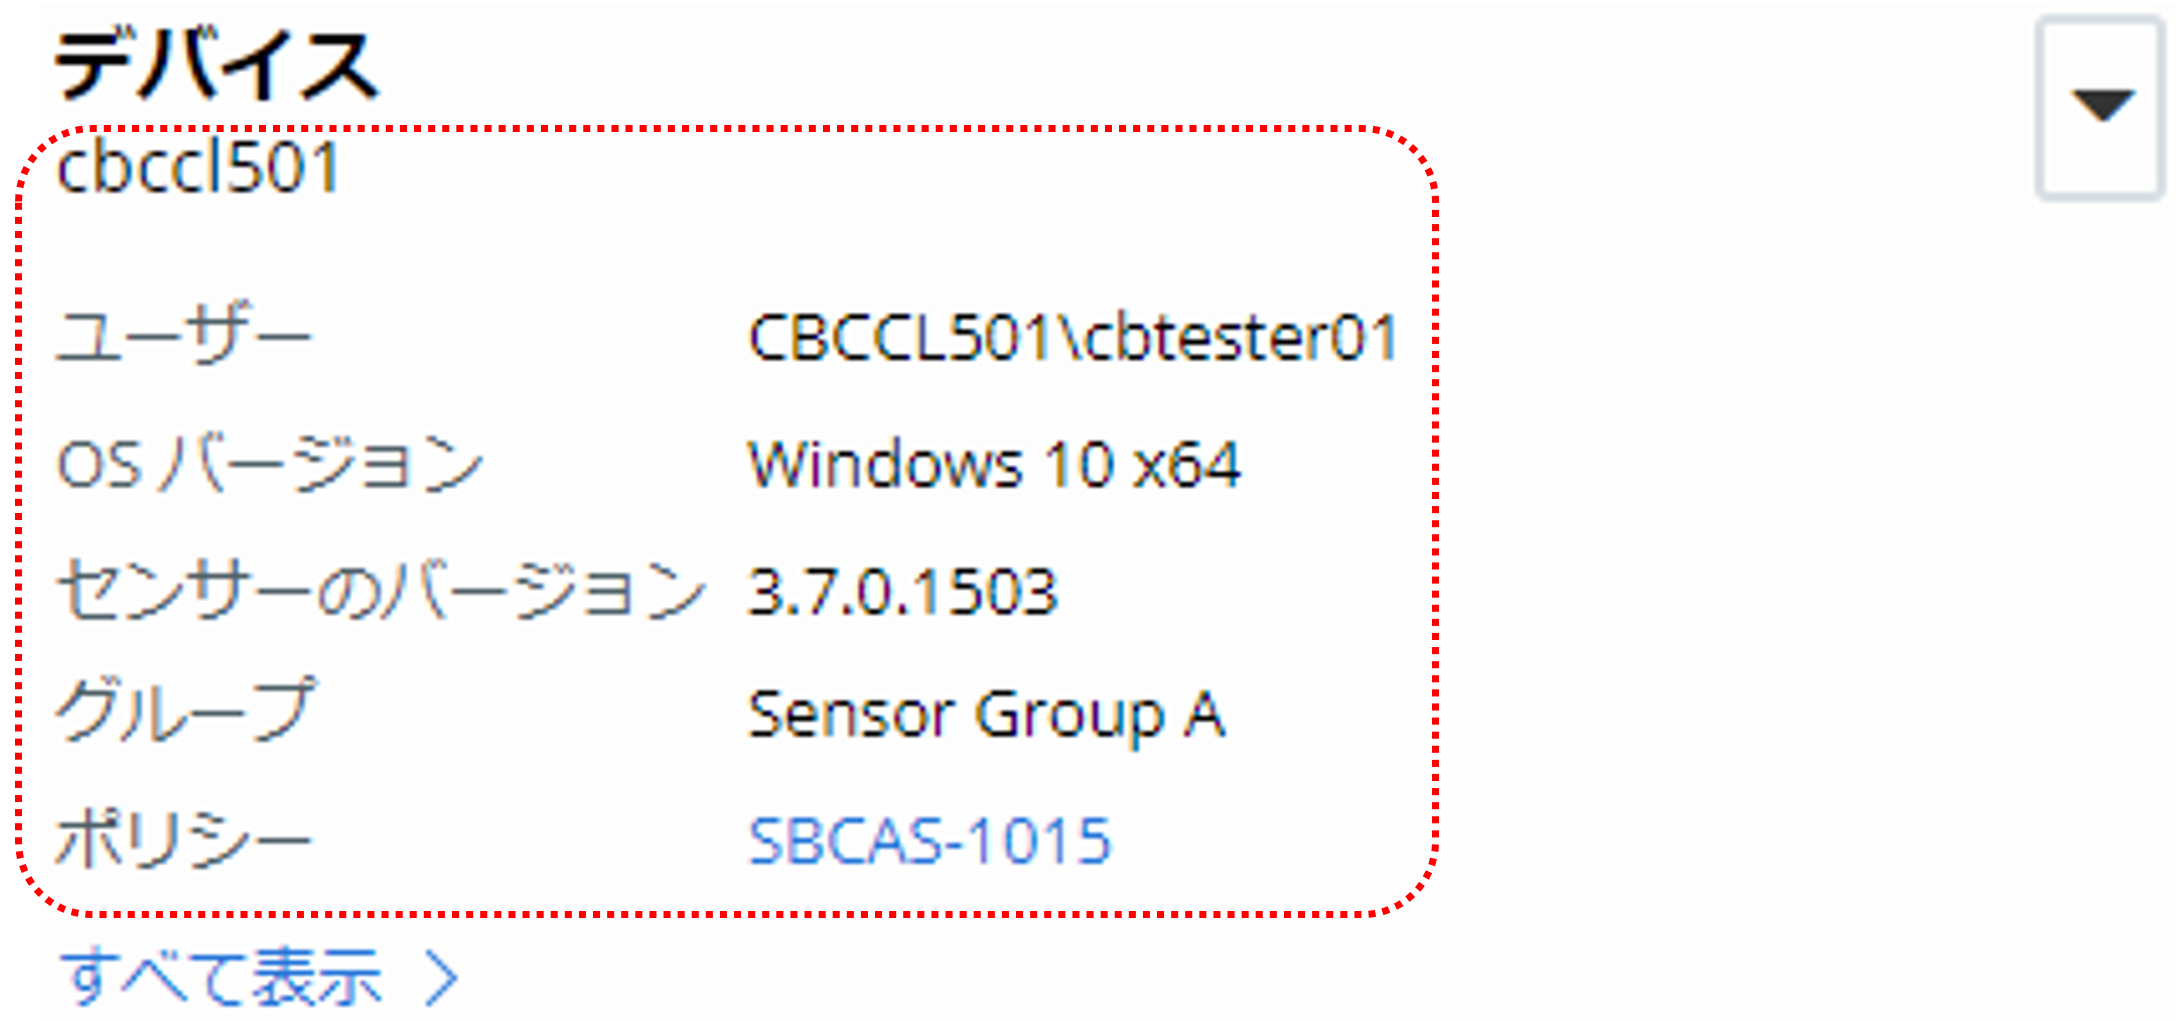 デバイス
cbccl501
ユーザー CBCCL501\cbtester01
OS バージョン Windows 10 x64
センサーのバージョン 3.7.0.1503
グループ Sensor Group A
ポリシー SBCAS-1015
すべて表示 >